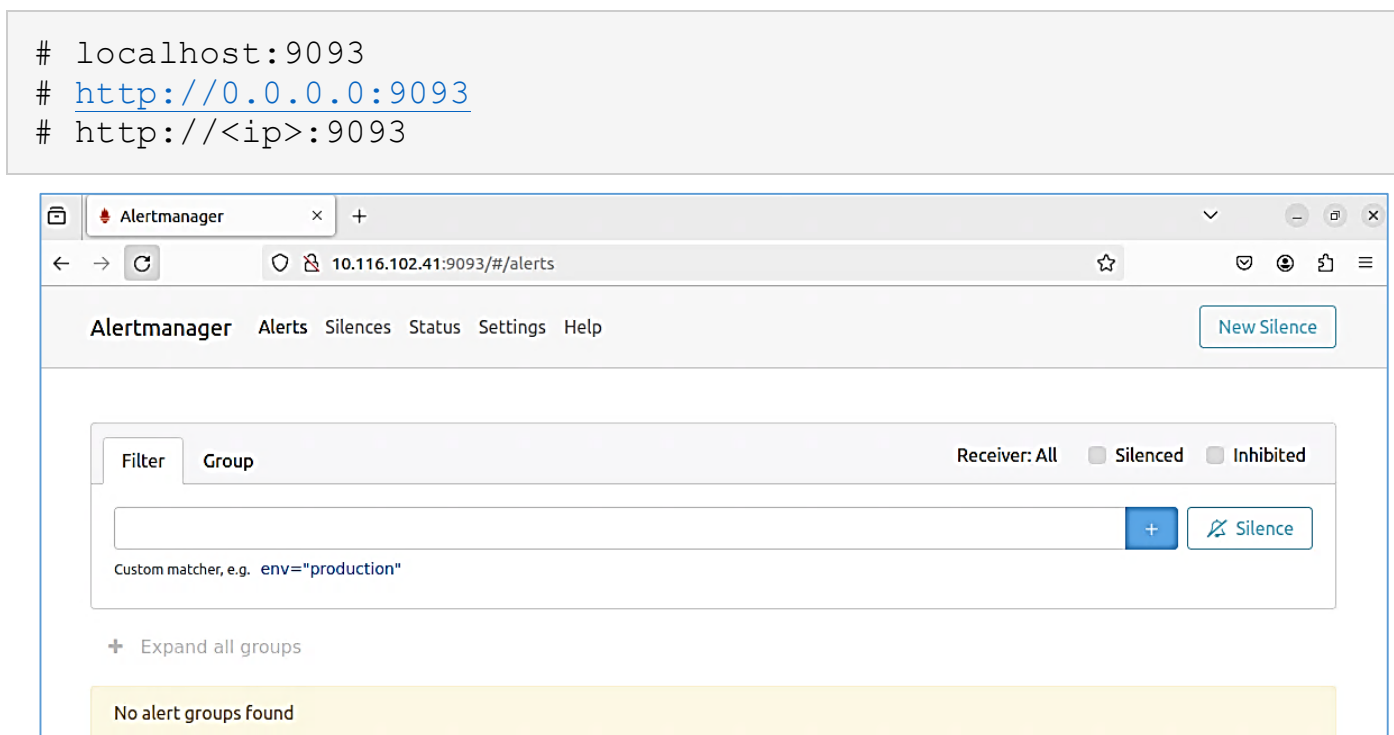 # localhost:9093
# http://0.0.0.0:9093
# http://<ip>:9093
Alertmanager
10.116.102.41:9093/#/alerts
Alertmanager Alerts Silences Status Settings Help New Silence
Filter Group Receiver: All Silenced Inhibited
+ Silence
Custom matcher, e.g. env="production"
+ Expand all groups
No alert groups found